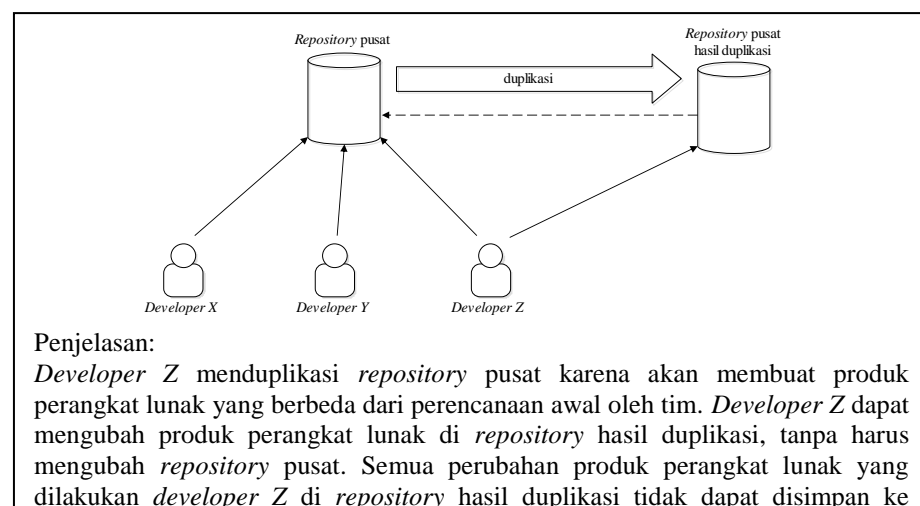 Repository pusat
Repository pusat
hasil duplikasi
duplikasi
Developer X
Developer Y
Developer Z
Penjelasan:
Developer Z menduplikasi repository pusat karena akan membuat produk
perangkat lunak yang berbeda dari perencanaan awal oleh tim. Developer Z dapat
mengubah produk perangkat lunak di repository hasil duplikasi, tanpa harus
mengubah repository pusat. Semua perubahan produk perangkat lunak yang
dilakukan developer Z di repository hasil duplikasi tidak dapat disimpan ke